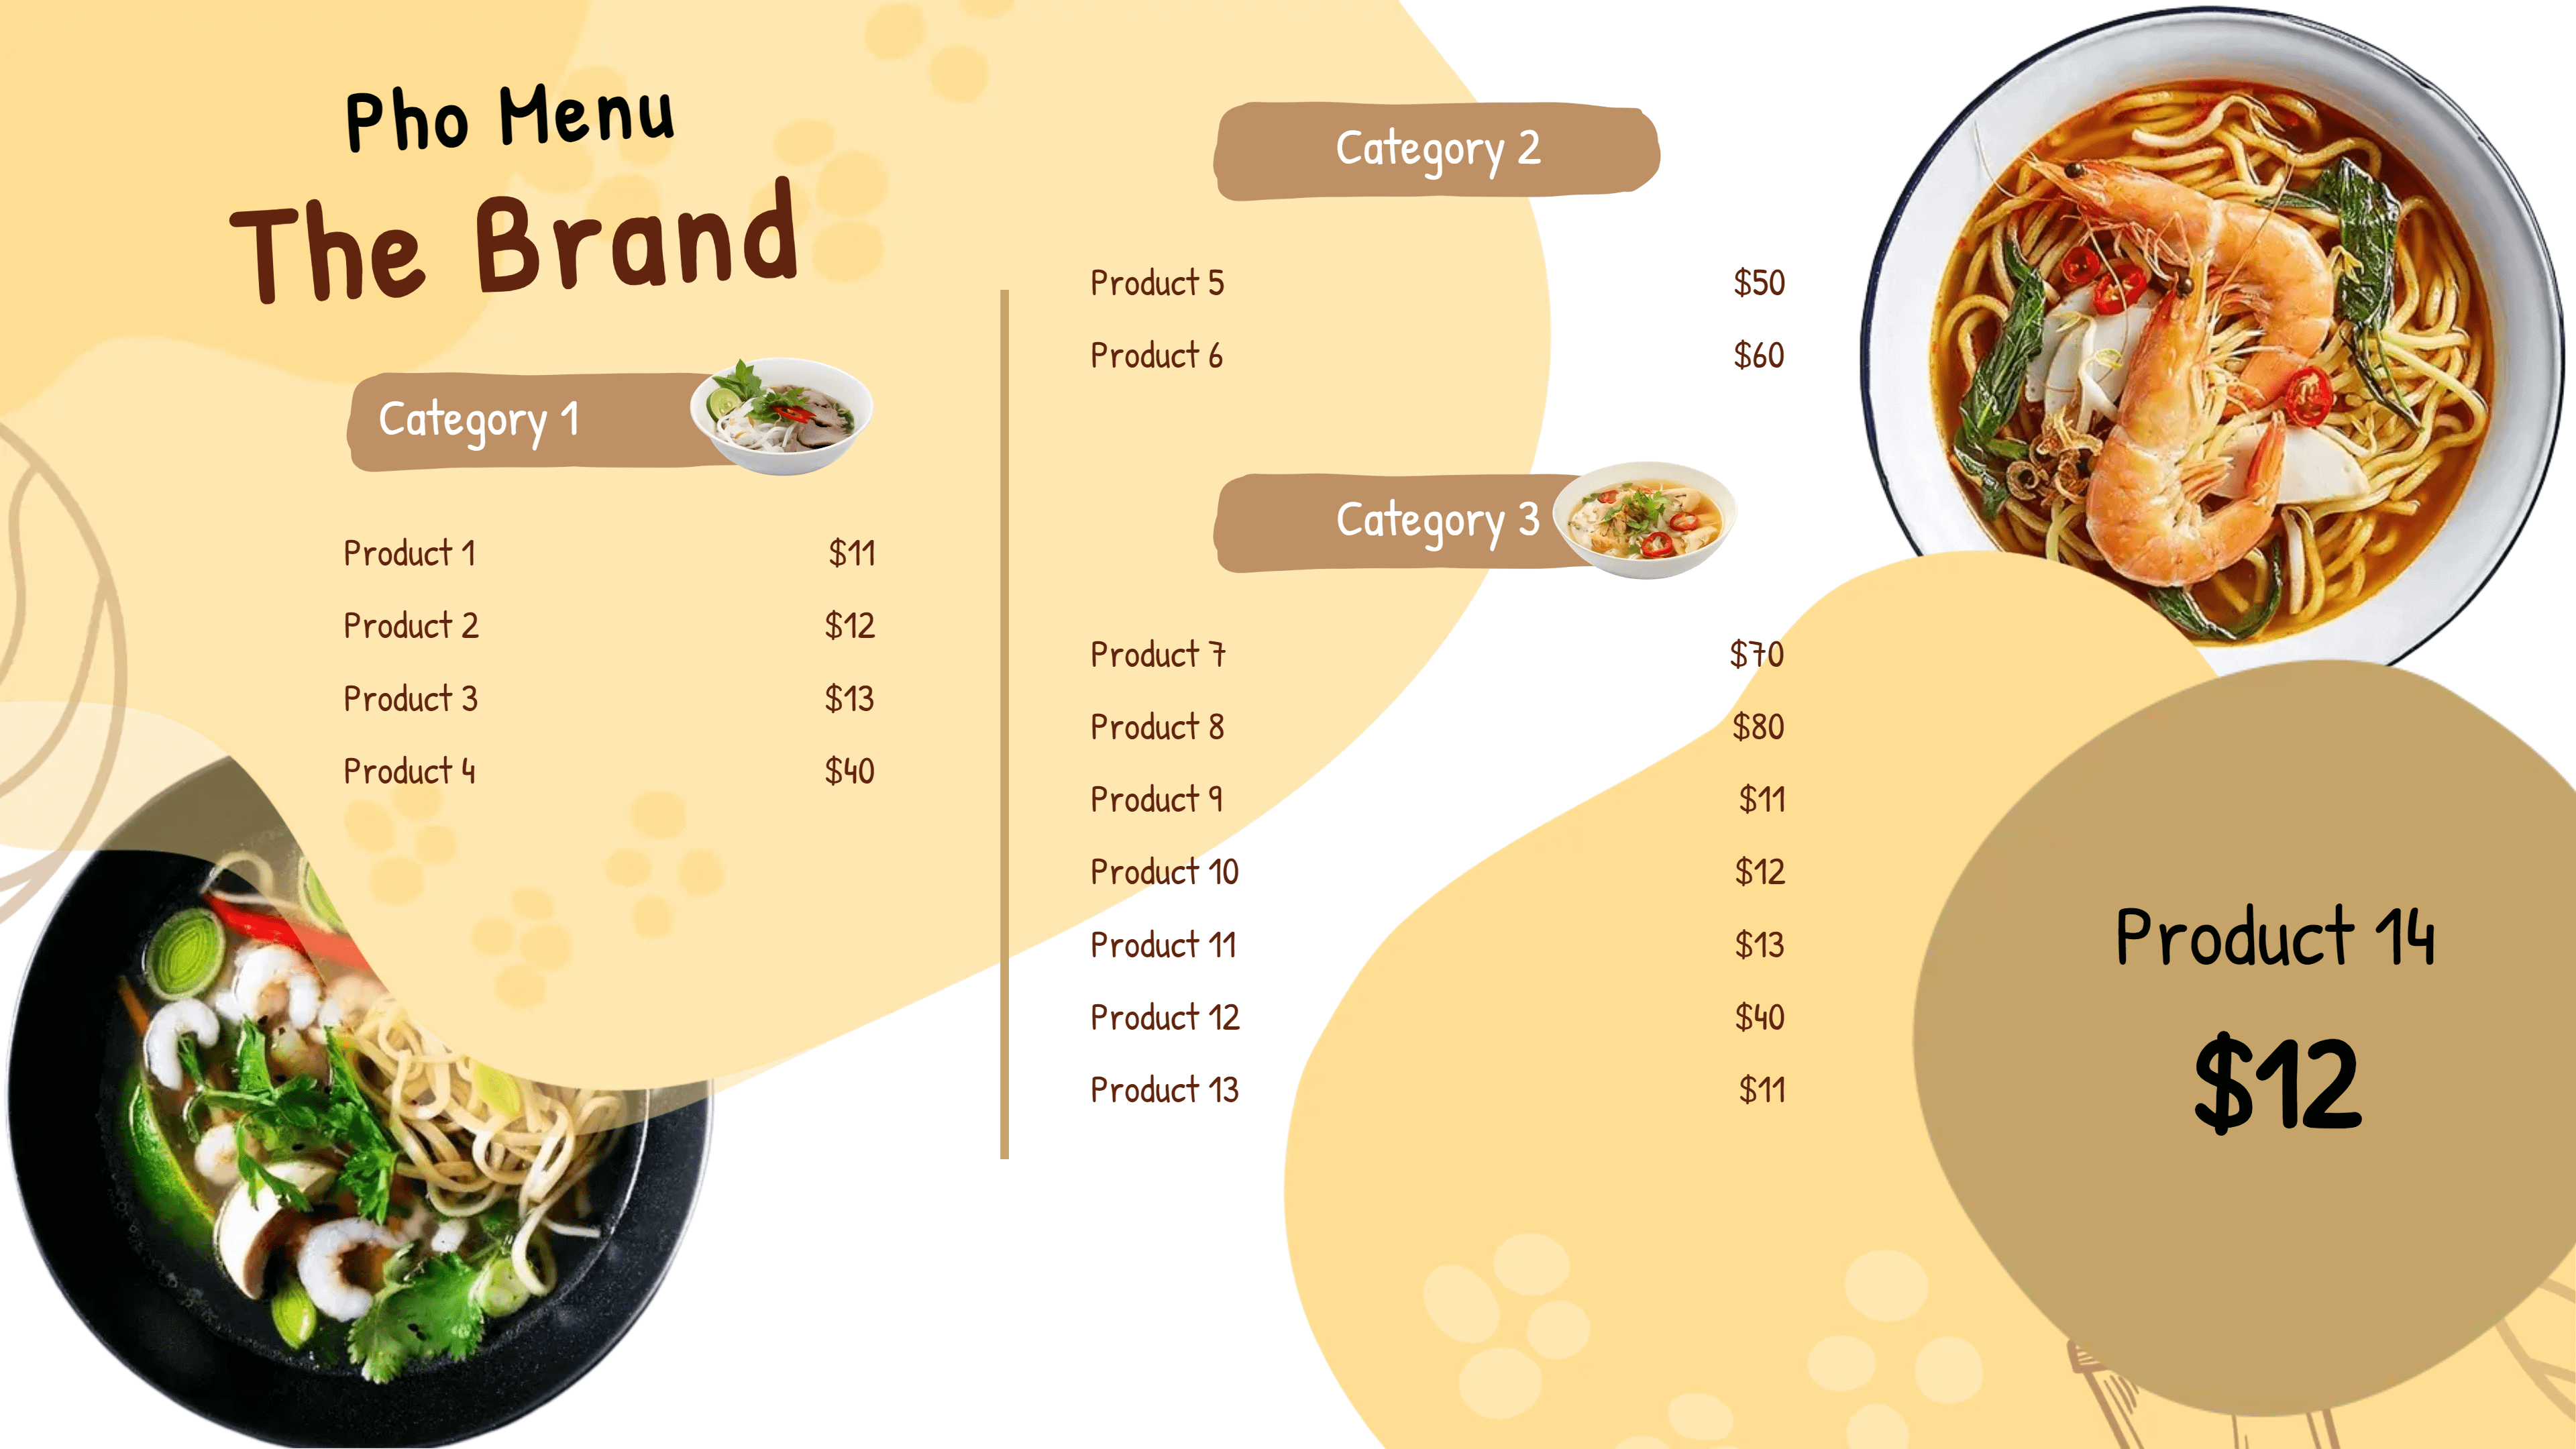 Pho Menu
The Brand
Category 1
Product 1 $11
Product 2 $12
Product 3 $13
Product 4 $40
Category 2
Product 5 $50
Product 6 $60
Category 3
Product 7 $70
Product 8 $80
Product 9 $11
Product 10 $12
Product 11 $13
Product 12 $40
Product 13 $11
Product 14
$12